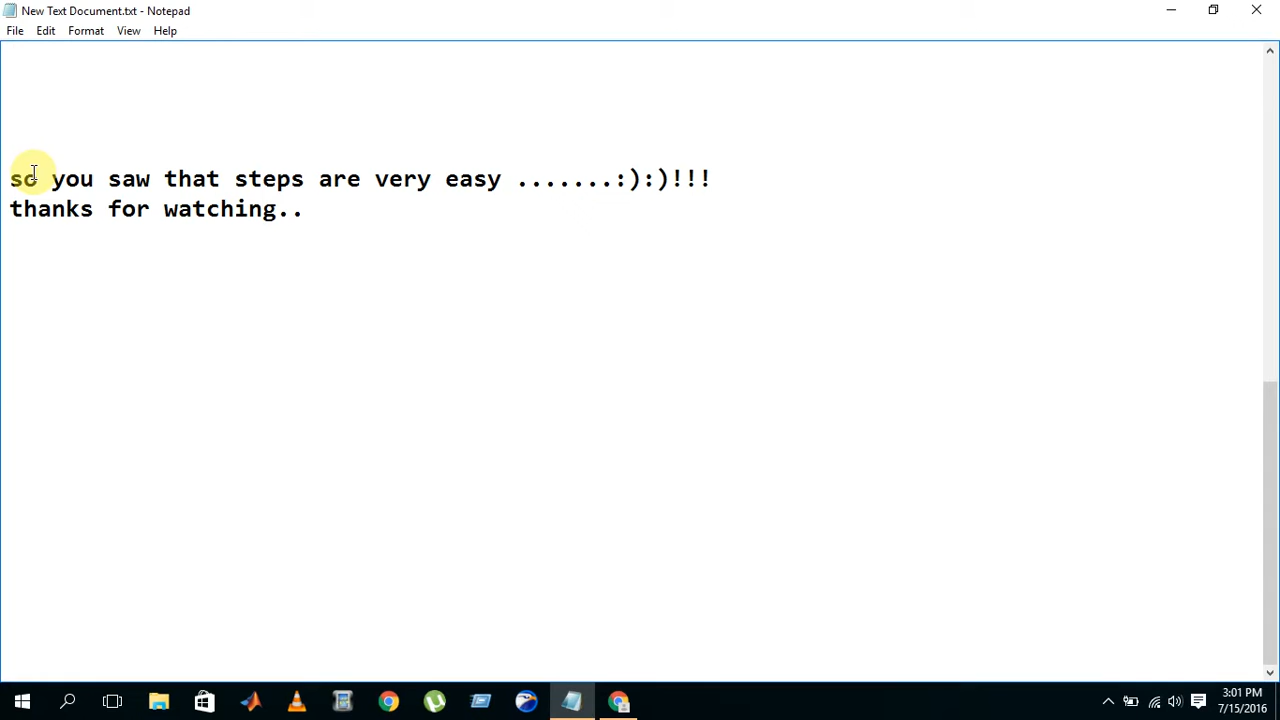 New Text Document.txt - Notepad
File Edit Format View Help
so you saw that steps are very easy .......:):)!!!
thanks for watching..
3:01 PM
7/15/2016